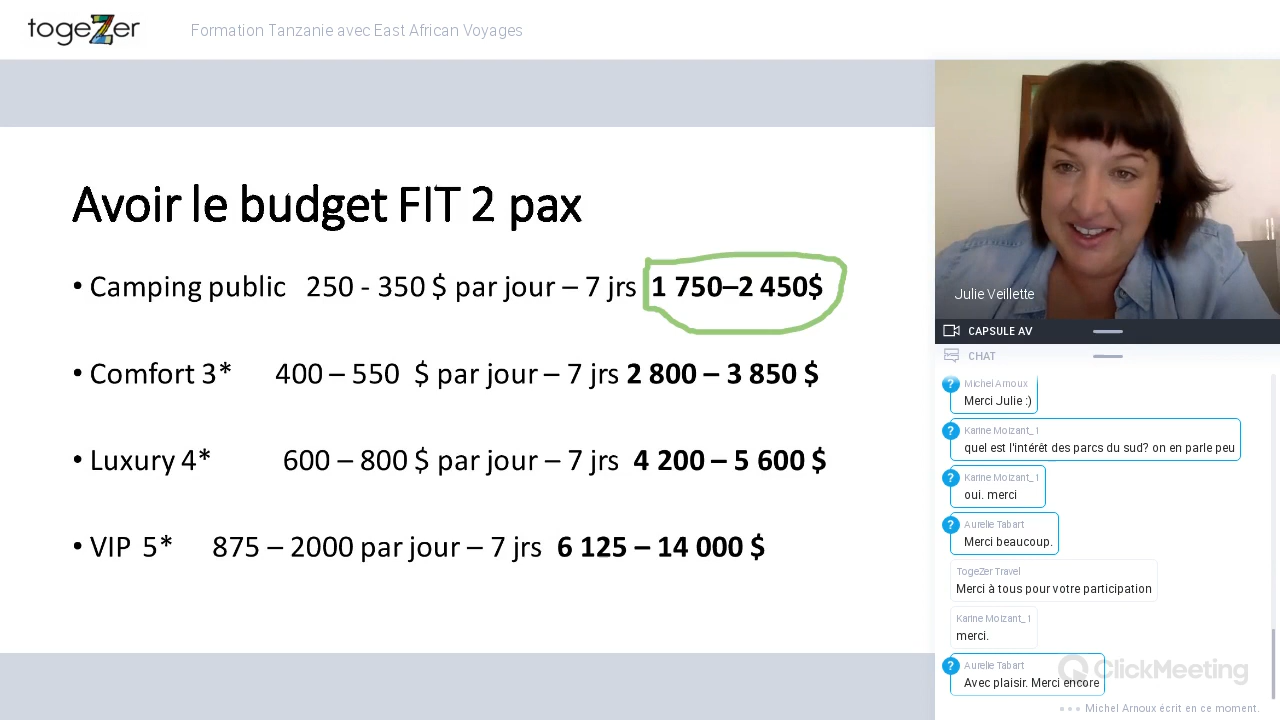 togeZer
Formation Tanzanie avec East African Voyages
Avoir le budget FIT 2 pax
• Camping public 250 - 350 $ par jour – 7 jrs 1 750–2 450$
• Comfort 3* 400 – 550 $ par jour – 7 jrs 2 800 – 3 850 $
• Luxury 4* 600 – 800 $ par jour – 7 jrs 4 200 – 5 600 $
• VIP 5* 875 – 2000 par jour – 7 jrs 6 125 – 14 000 $
Julie Veillette
CAPSULE AV
CHAT
Michel Arnoux
? Merci Julie :)
Karine Moizant_1
? quel est l'intérêt des parcs du sud? on en parle peu
Karine Moizant_1
? oui. merci
Aurelie Tabart
? Merci beaucoup.
TogeZer Travel
Merci à tous pour votre participation
Karine Moizant_1
merci.
Aurelie Tabart
? Avec plaisir. Merci encore
ClickMeeting
Michel Arnoux écrit en ce moment.